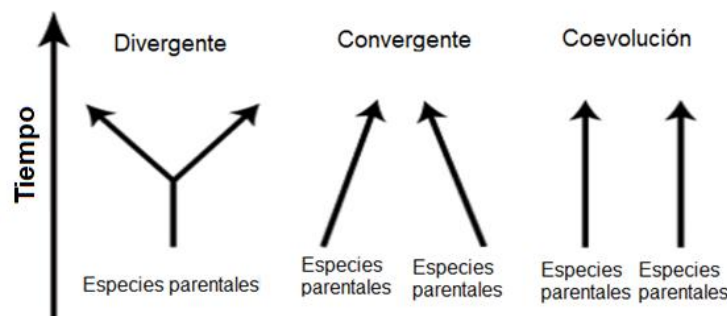 Tiempo
Divergente
Convergente
Coevolución
Especies parentales
Especies
parentales
Especies
parentales
Especies
parentales
Especies
parentales